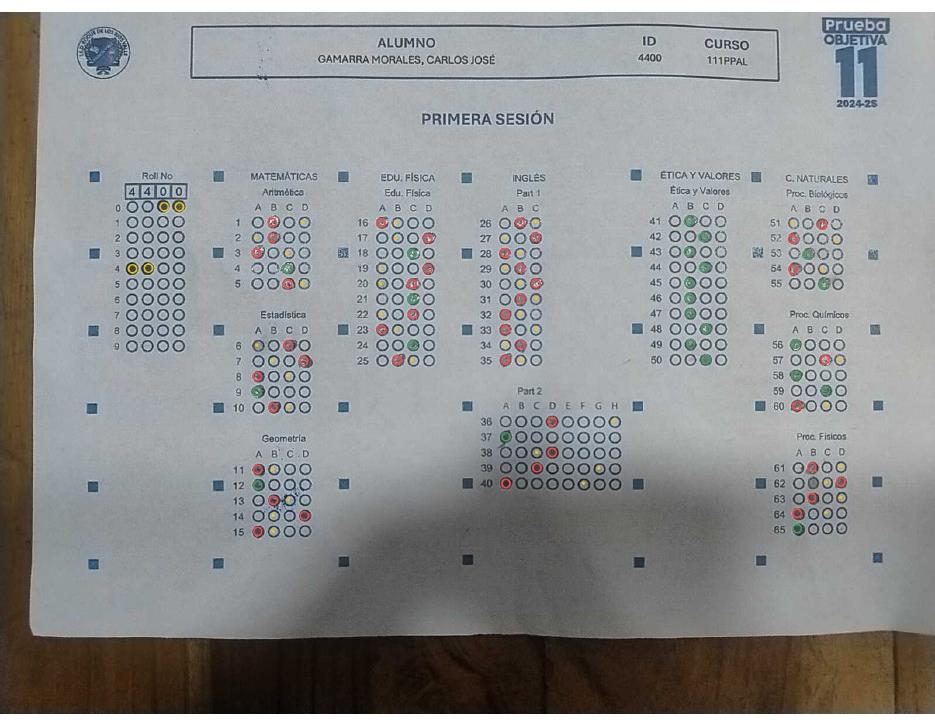 ALUMNO
GAMARRA MORALES, CARLOS JOSÉ
ID
4400
CURSO
111PPAL
Prueba
OBJETIVA
11
2024-2S
PRIMERA SESIÓN
Roll No
4 4 0 0
0
1
2
3
4
5
6
7
8
9
MATEMÁTICAS
Aritmética
A B C D
1
2
3
4
5
Estadística
A B C D
6
7
8
9
10
Geometría
A B C D
11
12
13
14
15
EDU. FÍSICA
Edu. Física
A B C D
16
17
18
19
20
21
22
23
24
25
INGLÉS
Part 1
A B C
26
27
28
29
30
31
32
33
34
35
Part 2
A B C D E F G H
36
37
38
39
40
ÉTICA Y VALORES
Ética y Valores
A B C D
41
42
43
44
45
46
47
48
49
50
C. NATURALES
Proc. Biológicos
A B C D
51
52
53
54
55
Proc. Químicos
A B C D
56
57
58
59
60
Proc. Físicos
A B C D
61
62
63
64
65